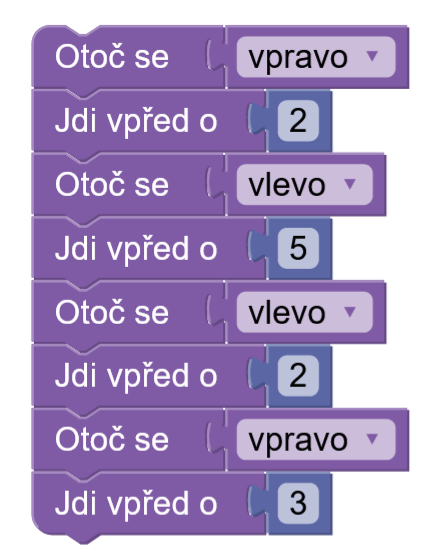 Otoč se vpravo
Jdi vpřed o 2
Otoč se vlevo
Jdi vpřed o 5
Otoč se vlevo
Jdi vpřed o 2
Otoč se vpravo
Jdi vpřed o 3